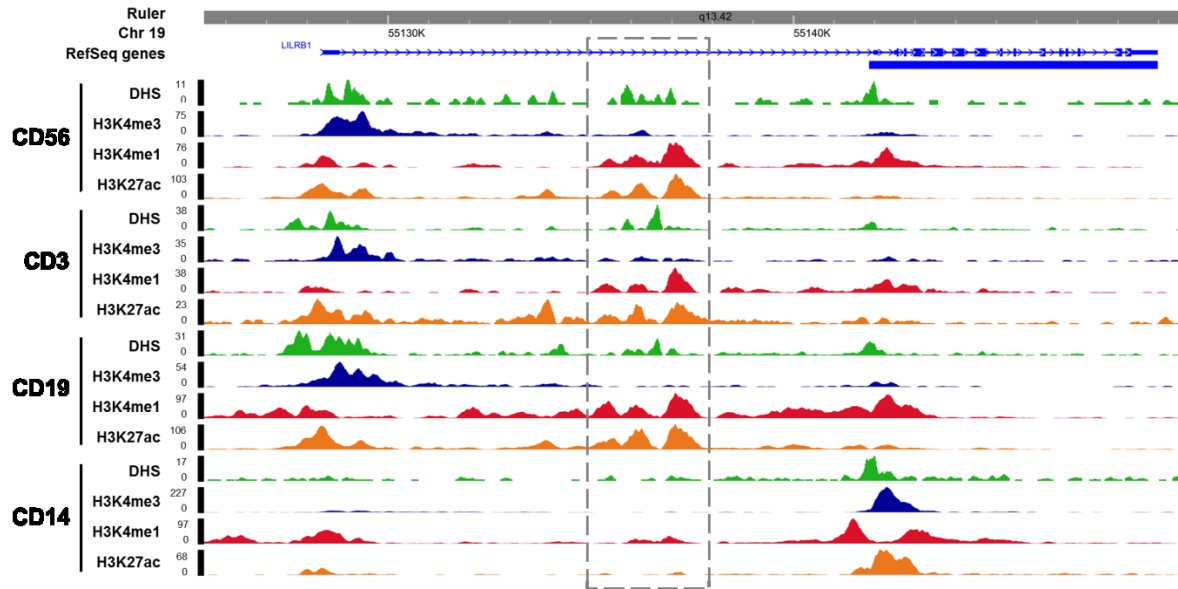 Ruler
q13.42
Chr 19
55130K
55140K
LILRB1
RefSeq genes
CD56
DHS
11
0
H3K4me3
75
0
H3K4me1
76
0
H3K27ac
103
0
CD3
DHS
38
0
H3K4me3
35
0
H3K4me1
38
0
H3K27ac
23
0
CD19
DHS
31
0
H3K4me3
54
0
H3K4me1
97
0
H3K27ac
106
0
CD14
DHS
17
0
H3K4me3
227
0
H3K4me1
97
0
H3K27ac
68
0